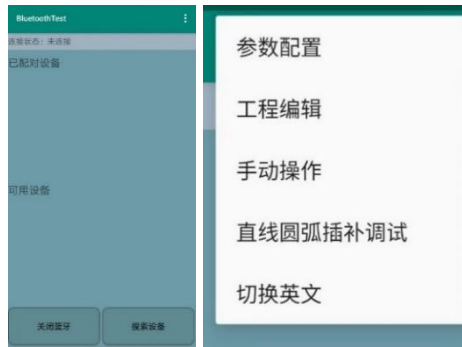 BluetoothTest
连接状态：未连接
已配对设备
可用设备
关闭蓝牙
搜索设备
参数配置
工程编辑
手动操作
直线圆弧插补调试
切换英文